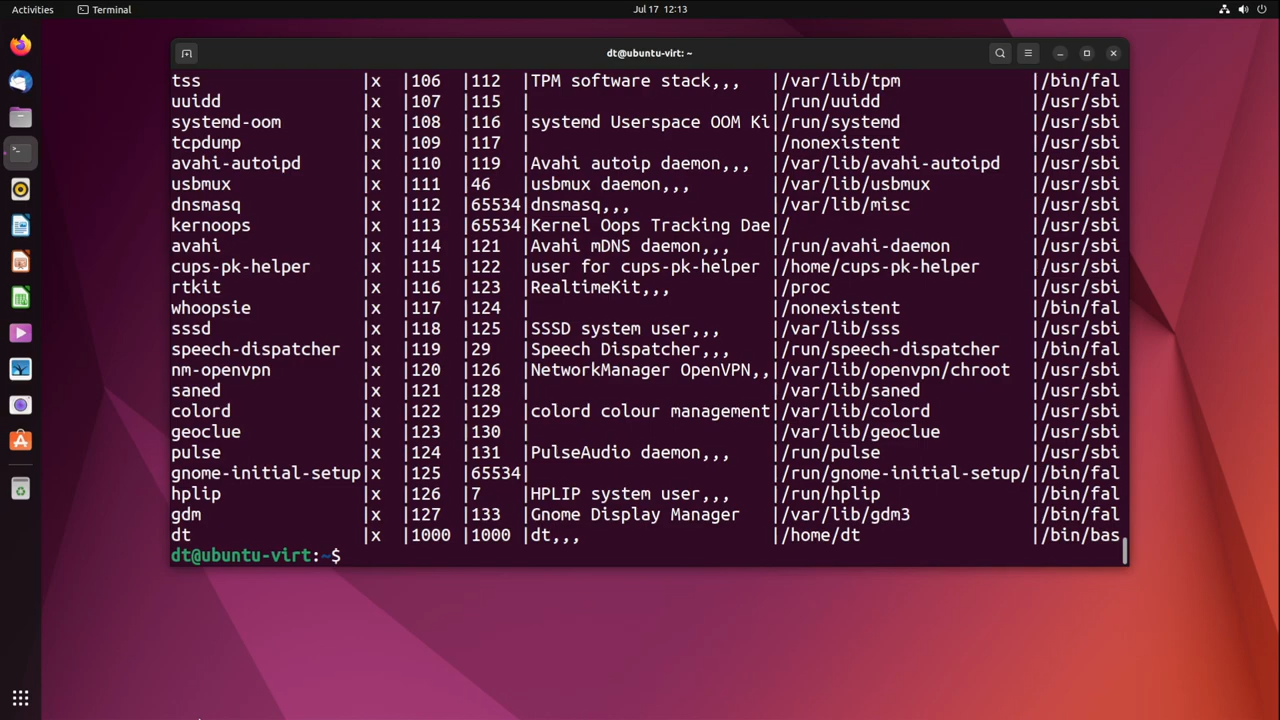 Activities Terminal Jul 17 12:13
dt@ubuntu-virt: ~
tss |x |106 |112 |TPM software stack,,, |/var/lib/tpm |/bin/fal
uuidd |x |107 |115 | |/run/uuidd |/usr/sbi
systemd-oom |x |108 |116 |systemd Userspace OOM Ki|/run/systemd |/usr/sbi
tcpdump |x |109 |117 | |/nonexistent |/usr/sbi
avahi-autoipd |x |110 |119 |Avahi autoip daemon,,, |/var/lib/avahi-autoipd |/usr/sbi
usbmux |x |111 |46 |usbmux daemon,,, |/var/lib/usbmux |/usr/sbi
dnsmasq |x |112 |65534|dnsmasq,,, |/var/lib/misc |/usr/sbi
kernoops |x |113 |65534|Kernel Oops Tracking Dae|/ |/usr/sbi
avahi |x |114 |121 |Avahi mDNS daemon,,, |/run/avahi-daemon |/usr/sbi
cups-pk-helper |x |115 |122 |user for cups-pk-helper |/home/cups-pk-helper |/usr/sbi
rtkit |x |116 |123 |RealtimeKit,,, |/proc |/usr/sbi
whoopsie |x |117 |124 | |/nonexistent |/bin/fal
sssd |x |118 |125 |SSSD system user,,, |/var/lib/sss |/usr/sbi
speech-dispatcher |x |119 |29 |Speech Dispatcher,,, |/run/speech-dispatcher |/bin/fal
nm-openvpn |x |120 |126 |NetworkManager OpenVPN,,|/var/lib/openvpn/chroot |/usr/sbi
saned |x |121 |128 | |/var/lib/saned |/usr/sbi
colord |x |122 |129 |colord colour management|/var/lib/colord |/usr/sbi
geoclue |x |123 |130 | |/var/lib/geoclue |/usr/sbi
pulse |x |124 |131 |PulseAudio daemon,,, |/run/pulse |/usr/sbi
gnome-initial-setup|x |125 |65534| |/run/gnome-initial-setup/|/bin/fal
hplip |x |126 |7 |HPLIP system user,,, |/run/hplip |/bin/fal
gdm |x |127 |133 |Gnome Display Manager |/var/lib/gdm3 |/bin/fal
dt |x |1000 |1000 |dt,,, |/home/dt |/bin/bas
dt@ubuntu-virt:~$